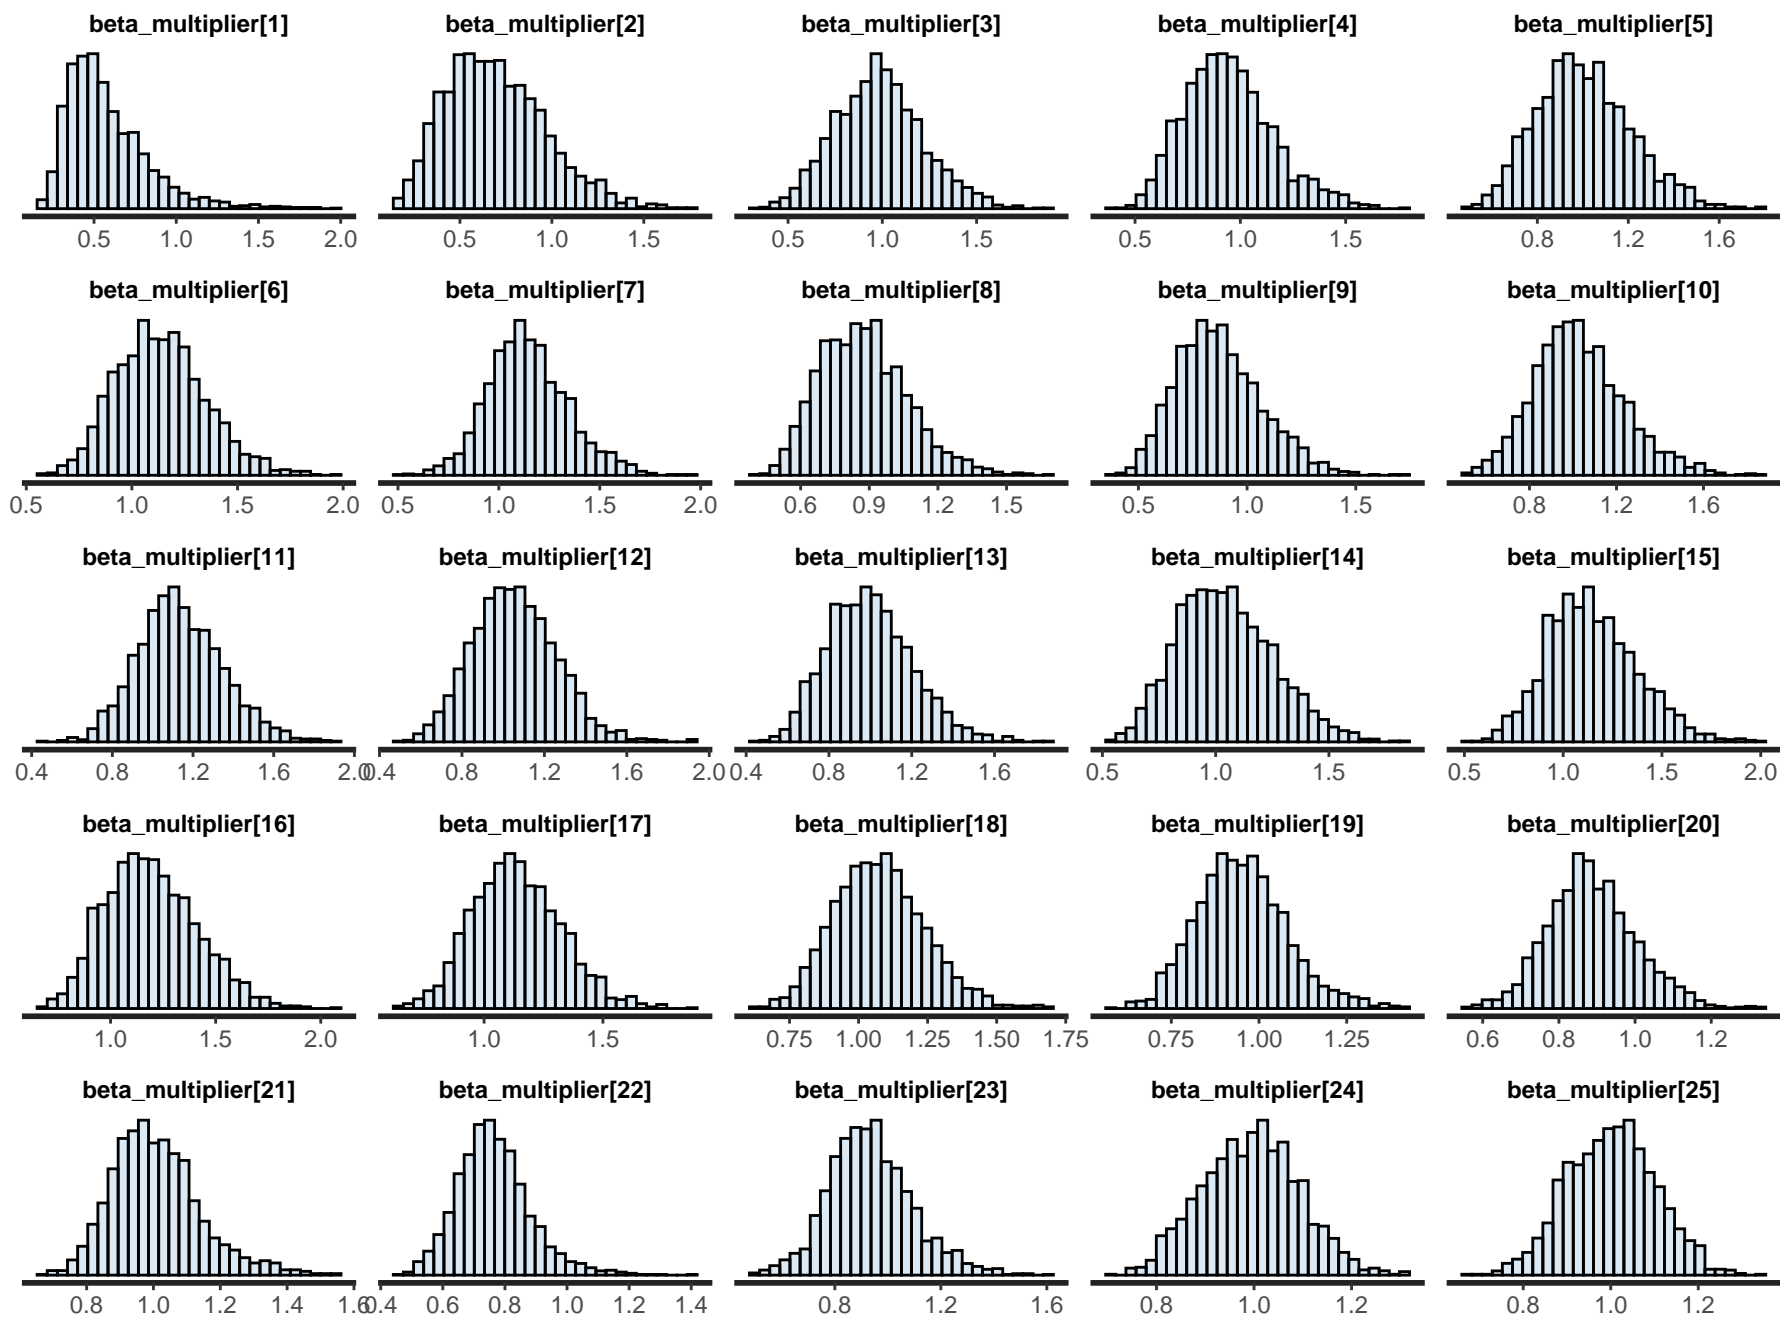 beta_multiplier[1] beta_multiplier[2] beta_multiplier[3] beta_multiplier[4] beta_multiplier[5]
0.5 1.0 1.5 2.0 0.5 1.0 1.5 0.5 1.0 1.5 0.5 1.0 1.5 0.8 1.2 1.6
beta_multiplier[6] beta_multiplier[7] beta_multiplier[8] beta_multiplier[9] beta_multiplier[10]
0.5 1.0 1.5 2.0 0.5 1.0 1.5 2.0 0.6 0.9 1.2 1.5 0.5 1.0 1.5 0.8 1.2 1.6
beta_multiplier[11] beta_multiplier[12] beta_multiplier[13] beta_multiplier[14] beta_multiplier[15]
0.4 0.8 1.2 1.6 2.0 0.4 0.8 1.2 1.6 2.0 0.4 0.8 1.2 1.6 0.5 1.0 1.5 0.5 1.0 1.5 2.0
beta_multiplier[16] beta_multiplier[17] beta_multiplier[18] beta_multiplier[19] beta_multiplier[20]
1.0 1.5 2.0 1.0 1.5 0.75 1.00 1.25 1.50 1.75 0.75 1.00 1.25 0.6 0.8 1.0 1.2
beta_multiplier[21] beta_multiplier[22] beta_multiplier[23] beta_multiplier[24] beta_multiplier[25]
0.8 1.0 1.2 1.4 1.6 0.4 0.6 0.8 1.0 1.2 1.4 0.8 1.2 1.6 0.8 1.0 1.2 0.8 1.0 1.2